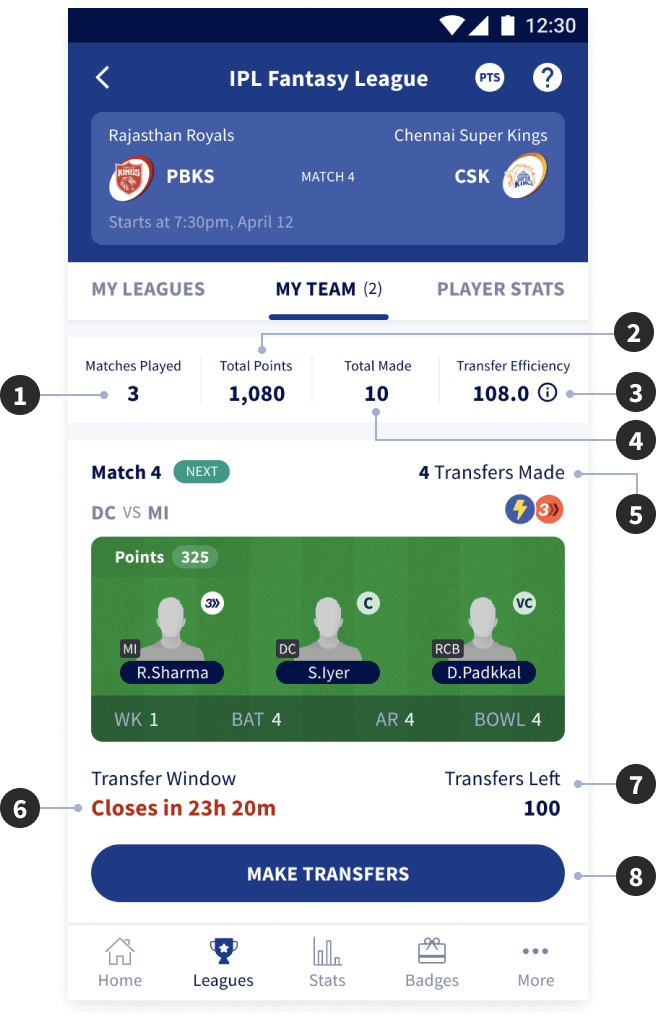 12:30
IPL Fantasy League
PTS
?
Rajasthan Royals
Chennai Super Kings
KINGS
PBKS
MATCH 4
CSK
Starts at 7:30pm, April 12
MY LEAGUES
MY TEAM (2)
PLAYER STATS
2
Matches Played
Total Points
Total Made
Transfer Efficiency
1
3
1,080
10
108.0
3
4
Match 4
NEXT
4 Transfers Made
DC VS MI
3
5
Points 325
3
C
VC
MI
DC
RCB
R.Sharma
S.Iyer
D.Padkkal
WK 1
BAT 4
AR 4
BOWL 4
Transfer Window
Transfers Left
7
6
Closes in 23h 20m
100
MAKE TRANSFERS
8
Home
Leagues
Stats
Badges
More